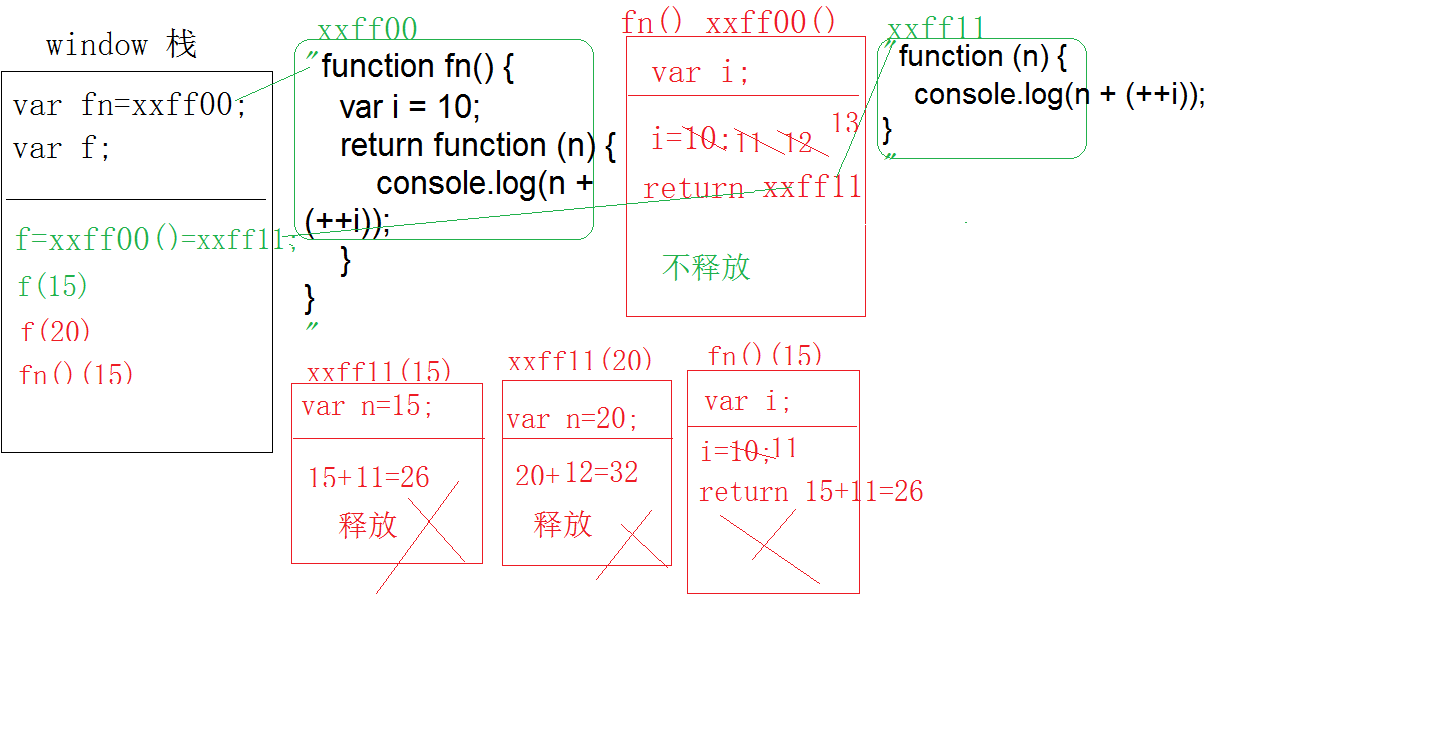 window 栈
var fn=xxff00;
var f;
f=xxff00()=xxff11;
f(15)
f(20)
fn()(15)
xxff00
"function fn() {
var i = 10;
return function (n) {
console.log(n +
(++i));
}
}
"
fn() xxff00()
var i;
i=10; 11 12 13
return xxff11
不释放
xxff11
"function (n) {
console.log(n + (++i));
}
"
xxff11(15)
var n=15;
15+11=26
释放
xxff11(20)
var n=20;
20+12=32
释放
fn()(15)
var i;
i=10;11
return 15+11=26